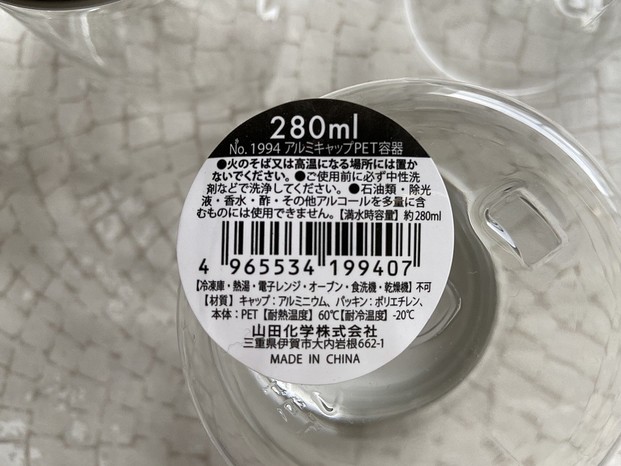 280ml
No. 1994 アルミキャップPET容器
●火のそば又は高温になる場所には置か
ないでください。●ご使用前に必ず中性洗
剤などで洗浄してください。●石油類・除光
液・香水・酢・その他アルコールを多量に含
むものには使用できません。【満水時容量】約280ml
4 965534 199407
【冷凍庫・熱湯・電子レンジ・オーブン・食洗機・乾燥機】不可
【材質】キャップ：アルミニウム、パッキン：ポリエチレン、
本体：PET【耐熱温度】60℃【耐冷温度】-20℃
山田化学株式会社
三重県伊賀市大内岩根662-1
MADE IN CHINA